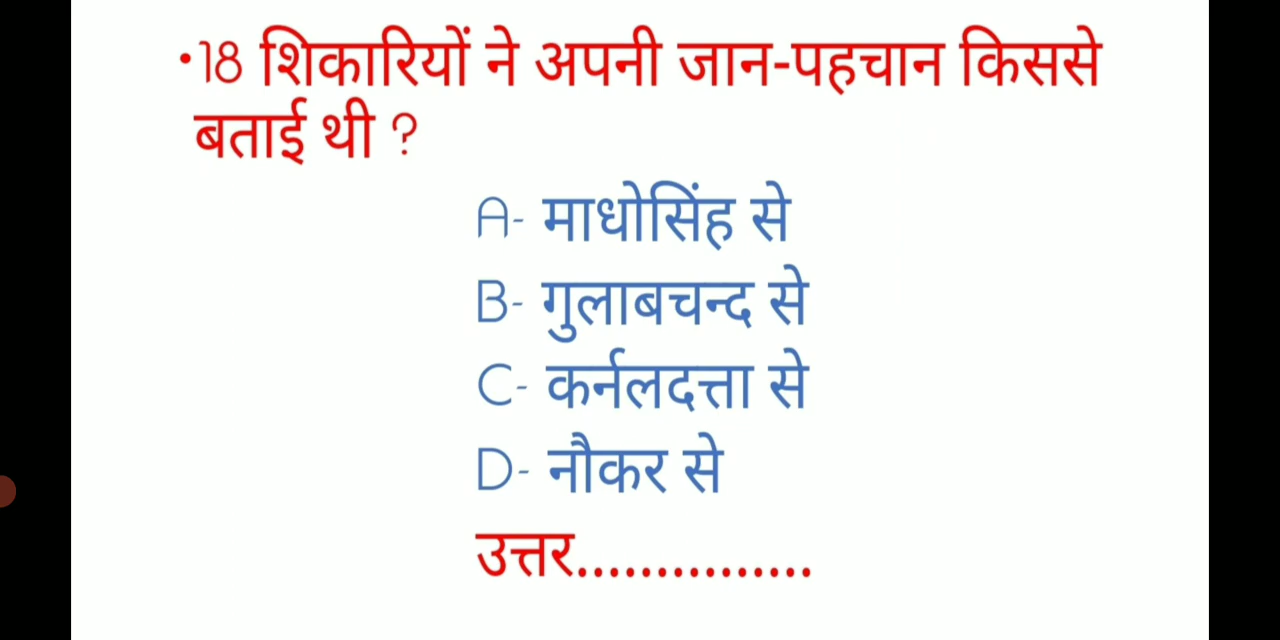 •18 शिकारियों ने अपनी जान-पहचान किससे
बताई थी ?
A- माधोसिंह से
B- गुलाबचन्द से
C- कर्नलदत्ता से
D- नौकर से
उत्तर...............